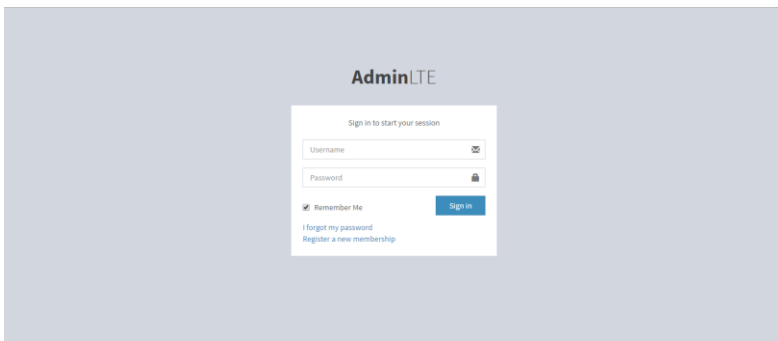 AdminLTE
Sign in to start your session
Username
Password
Remember Me
Sign in
I forgot my password
Register a new membership